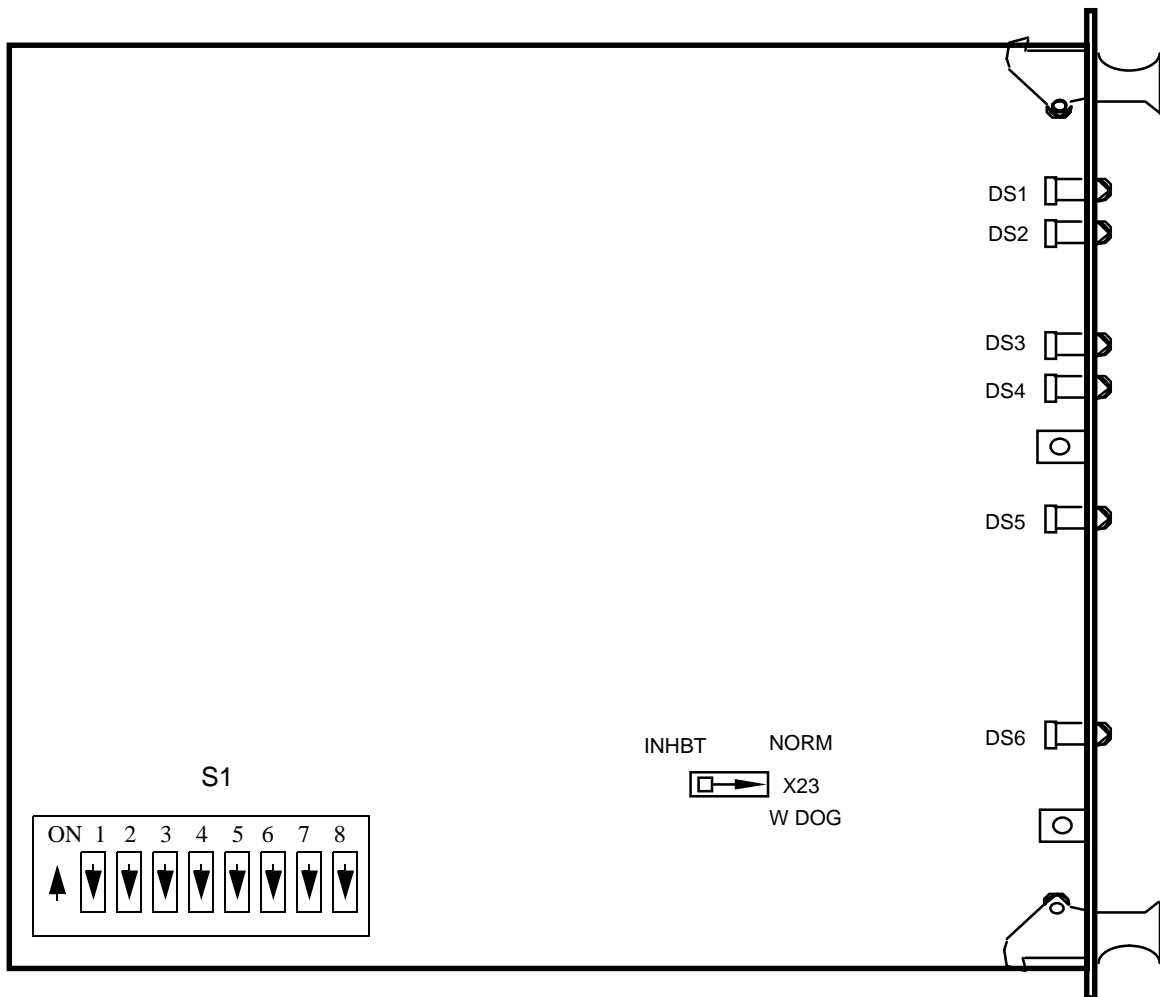 DS1
DS2
DS3
DS4
DS5
DS6
INHBT NORM
X23
W DOG
S1
ON 1 2 3 4 5 6 7 8